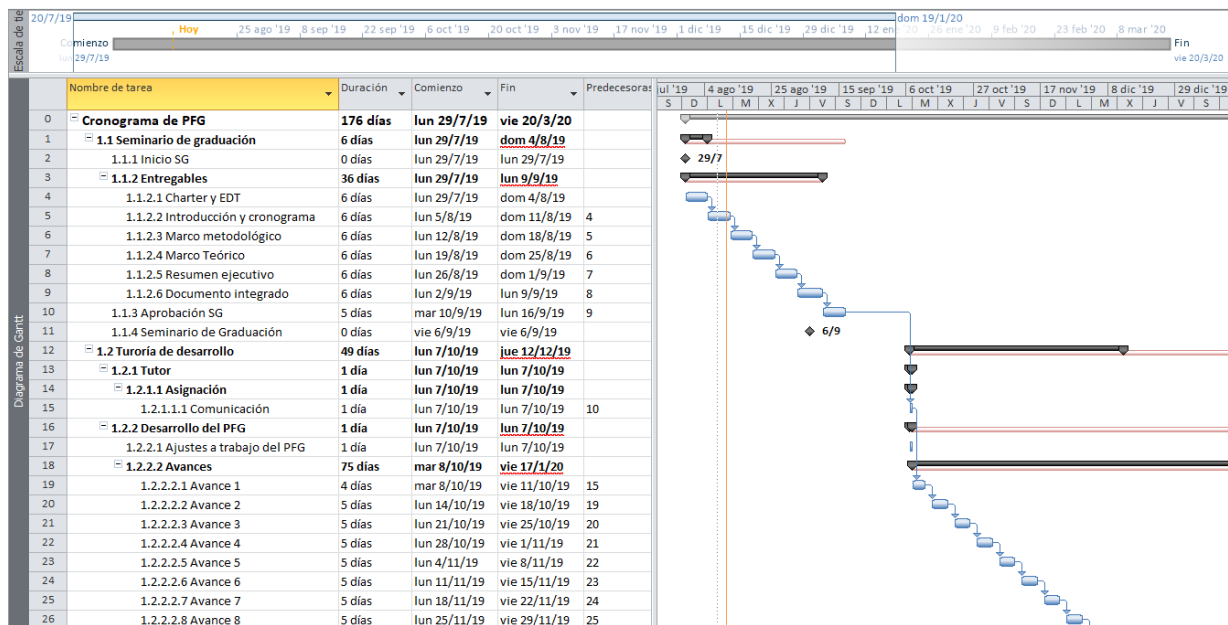 20/7/19 dom 19/1/20
, Hoy 25 ago '19 8 sep '19 22 sep '19 6 oct '19 20 oct '19 3 nov '19 17 nov '19 1 dic '19 15 dic '19 29 dic '19 12 ene '20 26 ene '20 9 feb '20 23 feb '20 8 mar '20
Comienzo Fin
lun 29/7/19 vie 20/3/20
Escala de tie
Nombre de tarea Duración Comienzo Fin Predecesoras
jul '19 4 ago '19 25 ago '19 15 sep '19 6 oct '19 27 oct '19 17 nov '19 8 dic '19 29 dic '19
S D L M X J V S D L M X J V S D L M X J V S
0 Cronograma de PFG 176 días lun 29/7/19 vie 20/3/20
1 1.1 Seminario de graduación 6 días lun 29/7/19 dom 4/8/19
2 1.1.1 Inicio SG 0 días lun 29/7/19 lun 29/7/19 29/7
3 1.1.2 Entregables 36 días lun 29/7/19 lun 9/9/19
4 1.1.2.1 Charter y EDT 6 días lun 29/7/19 dom 4/8/19
5 1.1.2.2 Introducción y cronograma 6 días lun 5/8/19 dom 11/8/19 4
6 1.1.2.3 Marco metodológico 6 días lun 12/8/19 dom 18/8/19 5
7 1.1.2.4 Marco Teórico 6 días lun 19/8/19 dom 25/8/19 6
8 1.1.2.5 Resumen ejecutivo 6 días lun 26/8/19 dom 1/9/19 7
9 1.1.2.6 Documento integrado 6 días lun 2/9/19 lun 9/9/19 8
10 1.1.3 Aprobación SG 5 días mar 10/9/19 lun 16/9/19 9
11 1.1.4 Seminario de Graduación 0 días vie 6/9/19 vie 6/9/19 6/9
12 1.2 Turoría de desarrollo 49 días lun 7/10/19 jue 12/12/19
13 1.2.1 Tutor 1 día lun 7/10/19 lun 7/10/19
14 1.2.1.1 Asignación 1 día lun 7/10/19 lun 7/10/19
15 1.2.1.1.1 Comunicación 1 día lun 7/10/19 lun 7/10/19 10
16 1.2.2 Desarrollo del PFG 1 día lun 7/10/19 lun 7/10/19
17 1.2.2.1 Ajustes a trabajo del PFG 1 día lun 7/10/19 lun 7/10/19
18 1.2.2.2 Avances 75 días mar 8/10/19 vie 17/1/20
19 1.2.2.2.1 Avance 1 4 días mar 8/10/19 vie 11/10/19 15
20 1.2.2.2.2 Avance 2 5 días lun 14/10/19 vie 18/10/19 19
21 1.2.2.2.3 Avance 3 5 días lun 21/10/19 vie 25/10/19 20
22 1.2.2.2.4 Avance 4 5 días lun 28/10/19 vie 1/11/19 21
23 1.2.2.2.5 Avance 5 5 días lun 4/11/19 vie 8/11/19 22
24 1.2.2.2.6 Avance 6 5 días lun 11/11/19 vie 15/11/19 23
25 1.2.2.2.7 Avance 7 5 días lun 18/11/19 vie 22/11/19 24
26 1.2.2.2.8 Avance 8 5 días lun 25/11/19 vie 29/11/19 25
Diagrama de Gantt